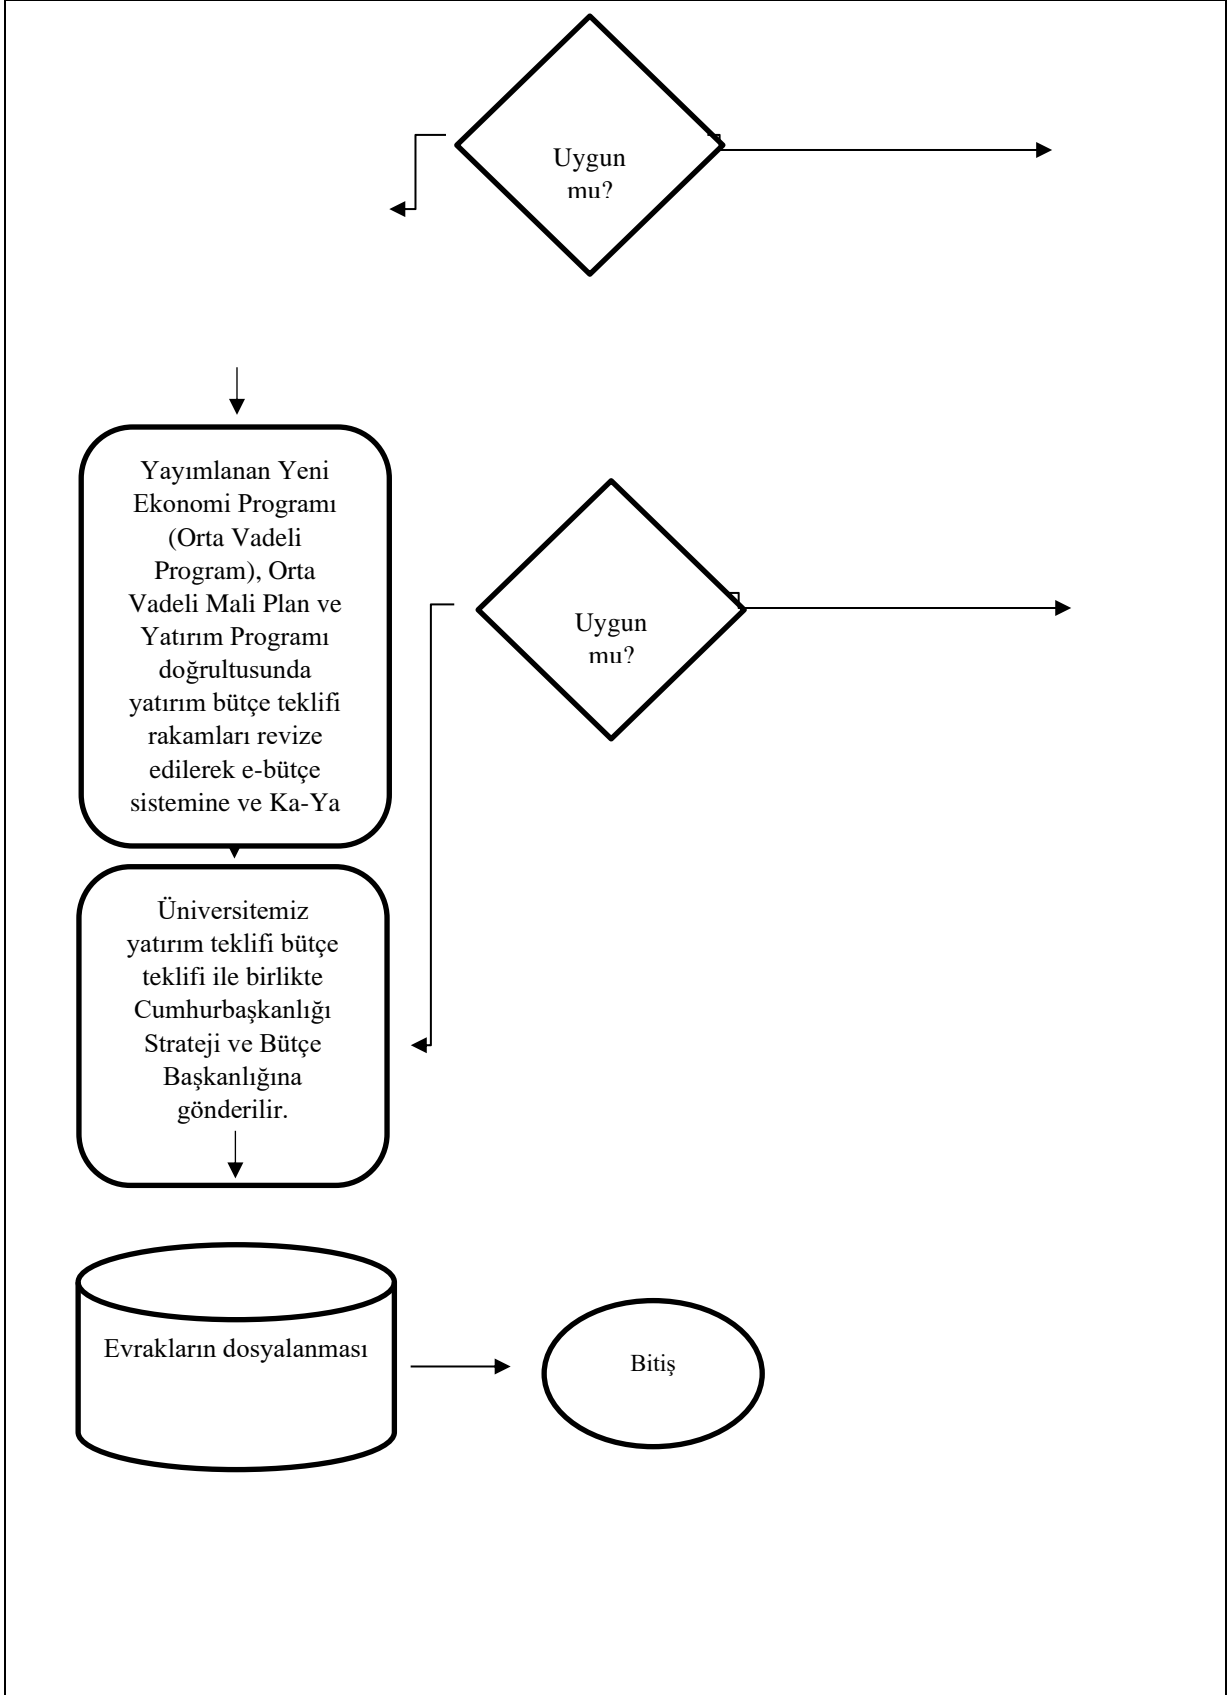 Uygun
mu?
Yayımlanan Yeni
Ekonomi Programı
(Orta Vadeli
Program), Orta
Vadeli Mali Plan ve
Yatırım Programı
doğrultusunda
yatırım bütçe teklifi
rakamları revize
edilerek e-bütçe
sistemine ve Ka-Ya
Uygun
mu?
Üniversitemiz
yatırım teklifi bütçe
teklifi ile birlikte
Cumhurbaşkanlığı
Strateji ve Bütçe
Başkanlığına
gönderilir.
Evrakların dosyalanması
Bitiş